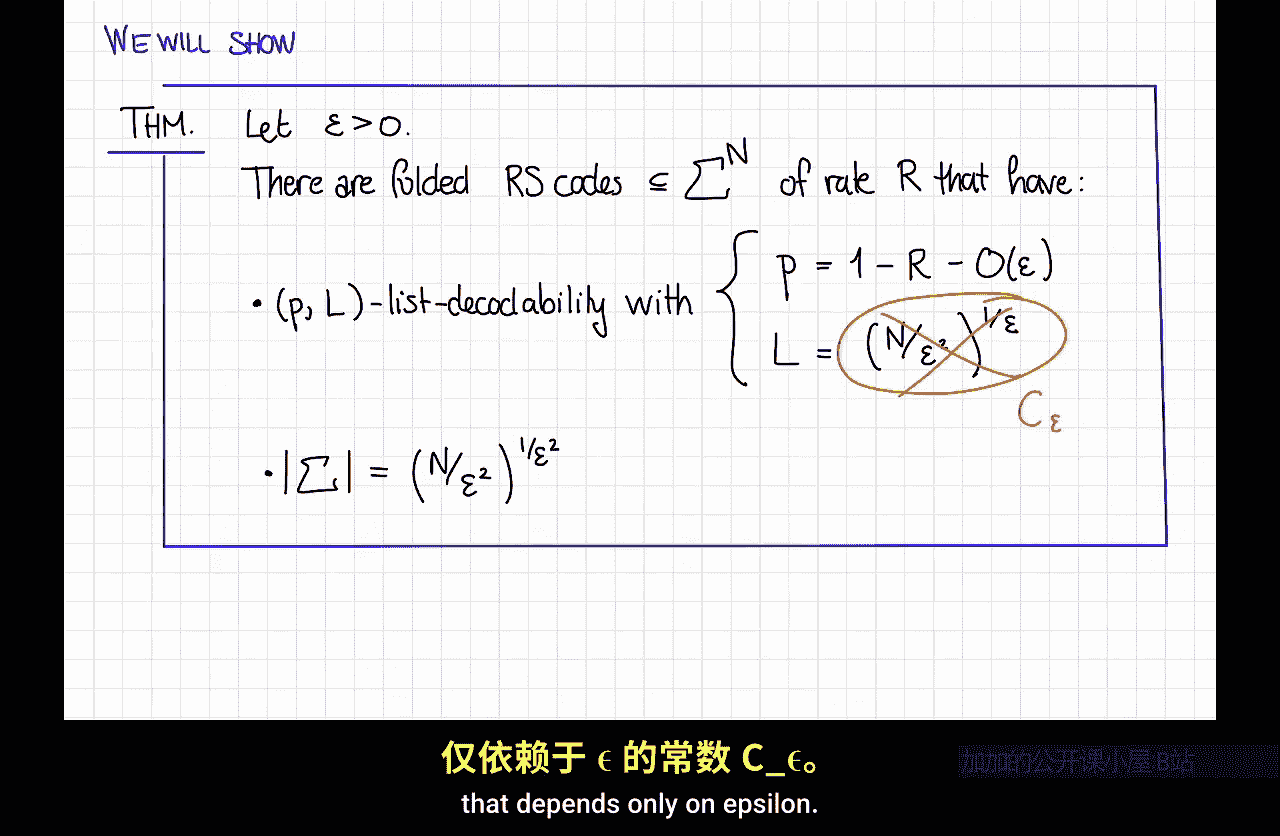 WE WILL SHOW
THM. Let ε > 0.
There are folded RS codes ⊆ Σ^N of rate R that have:
• (p, L)-list-decodability with { p = 1 - R - O(ε)
L = (N/ε²)^{1/ε}
C_ε
• |Σ| = (N/ε²)^{1/ε²}
仅依赖于 ϵ 的常数 C_ϵ。
加加的公开课小屋 B站
that depends only on epsilon.